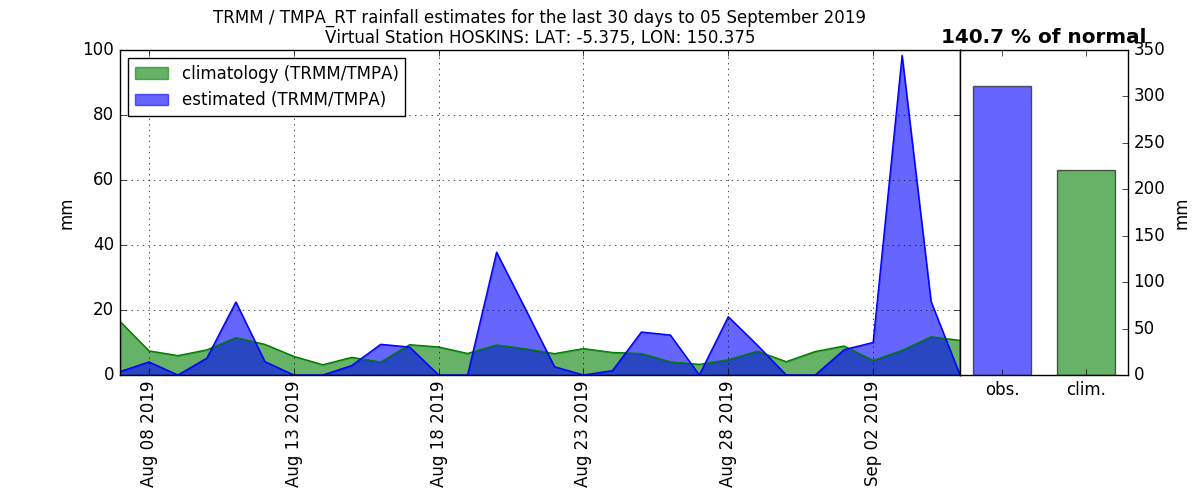 TRMM / TMPA_RT rainfall estimates for the last 30 days to 05 September 2019
Virtual Station HOSKINS: LAT: -5.375, LON: 150.375
140.7 % of normal
climatology (TRMM/TMPA)
estimated (TRMM/TMPA)
100
80
60
40
20
0
mm
350
300
250
200
150
100
50
0
mm
Aug 08 2019
Aug 13 2019
Aug 18 2019
Aug 23 2019
Aug 28 2019
Sep 02 2019
obs.
clim.